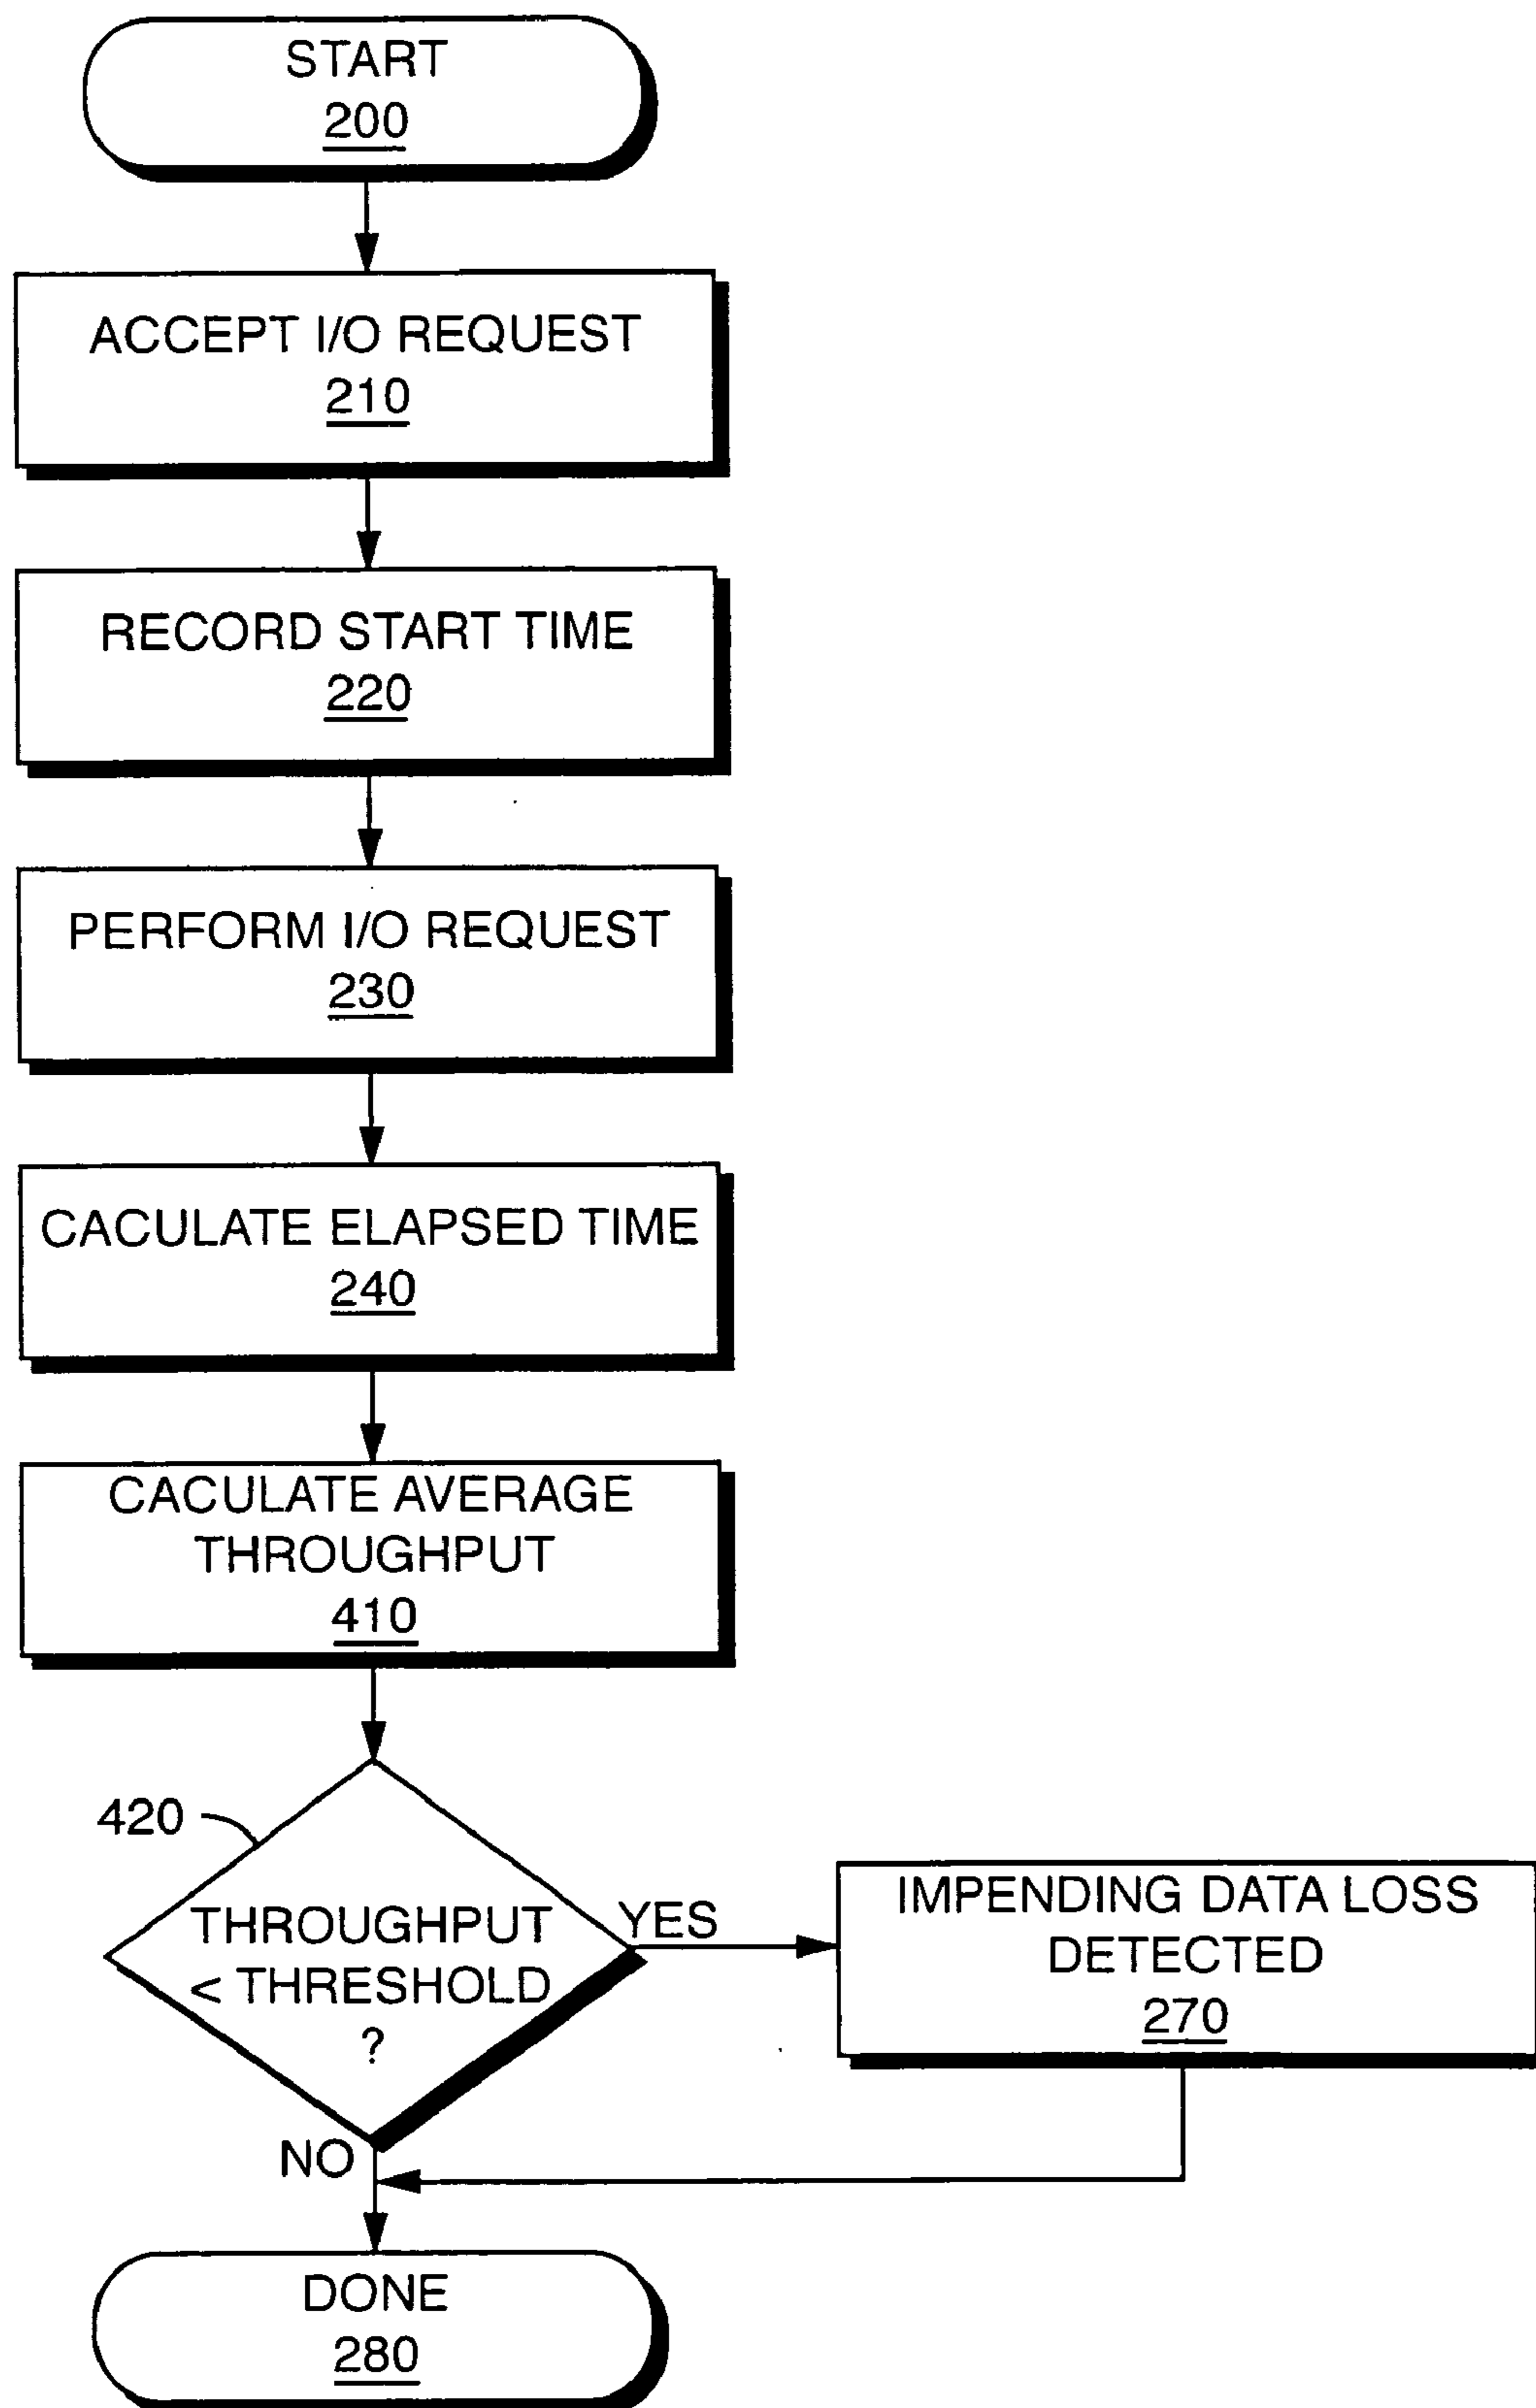 START
200
ACCEPT I/O REQUEST
210
RECORD START TIME
220
PERFORM I/O REQUEST
230
CACULATE ELAPSED TIME
240
CACULATE AVERAGE
THROUGHPUT
410
420
THROUGHPUT
< THRESHOLD
?
YES
IMPENDING DATA LOSS
DETECTED
270
NO
DONE
280